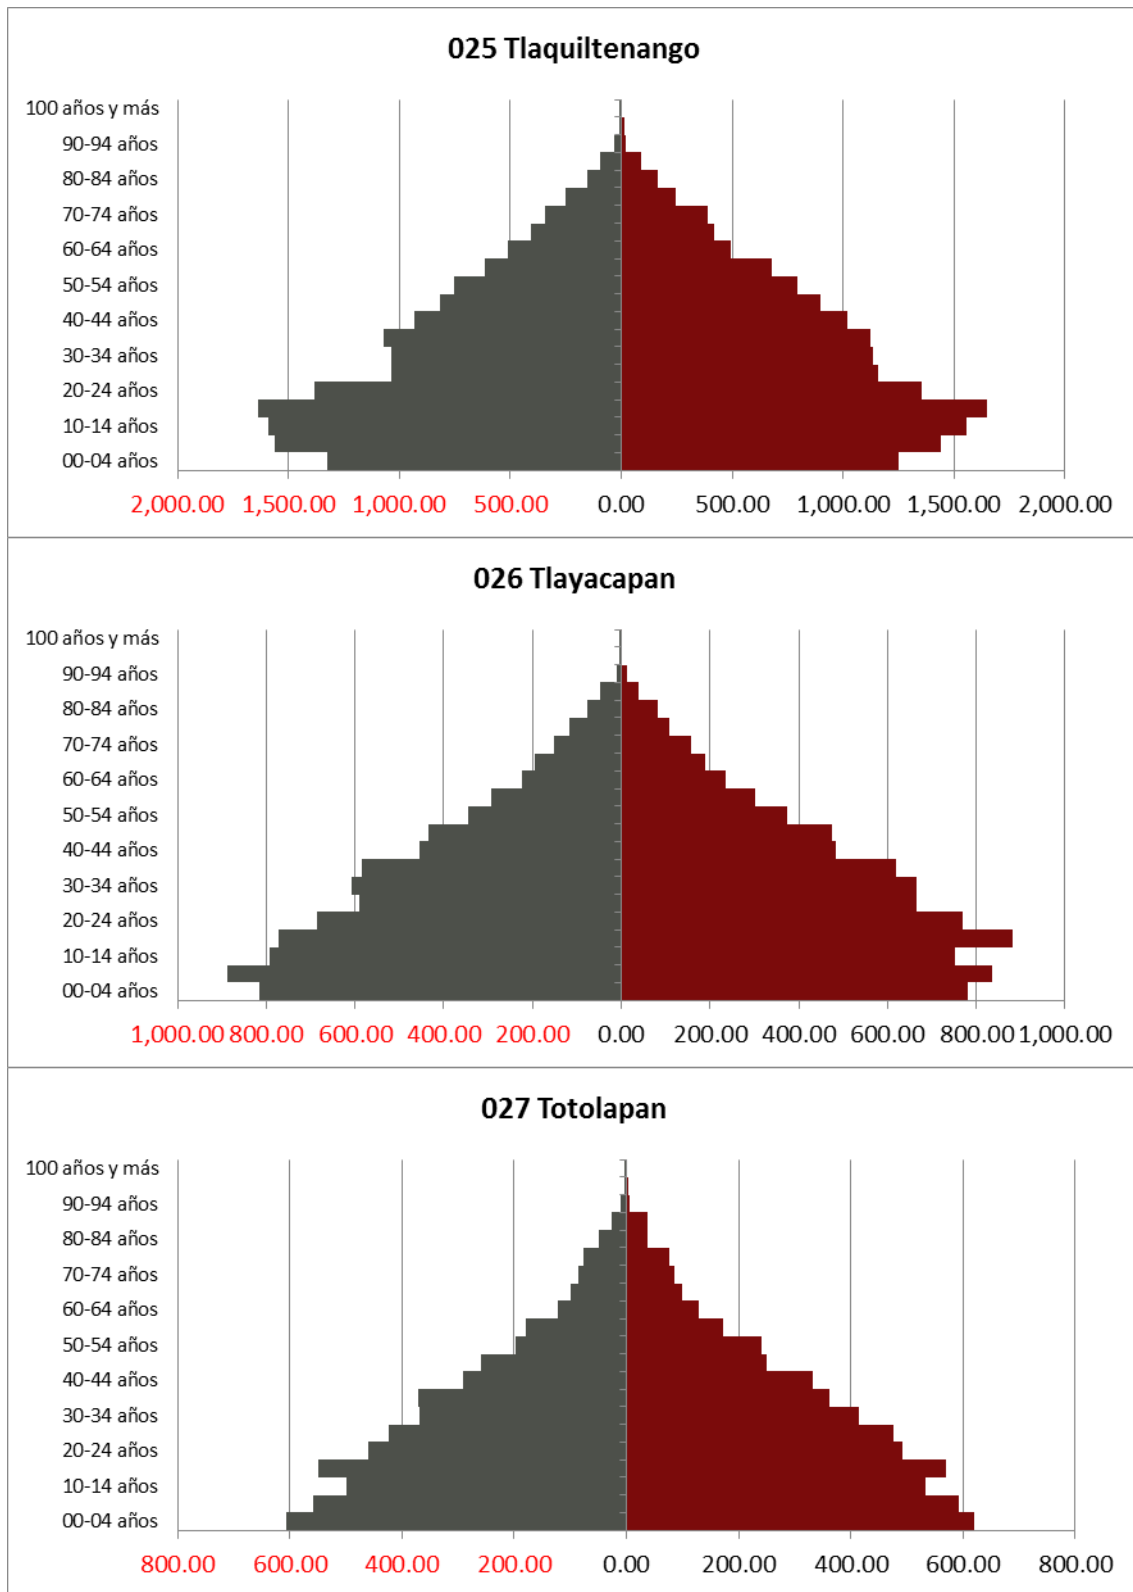 025 Tlaquiltenango
100 años y más
90-94 años
80-84 años
70-74 años
60-64 años
50-54 años
40-44 años
30-34 años
20-24 años
10-14 años
00-04 años
2,000.00 1,500.00 1,000.00 500.00 0.00 500.00 1,000.00 1,500.00 2,000.00
026 Tlayacapan
100 años y más
90-94 años
80-84 años
70-74 años
60-64 años
50-54 años
40-44 años
30-34 años
20-24 años
10-14 años
00-04 años
1,000.00 800.00 600.00 400.00 200.00 0.00 200.00 400.00 600.00 800.00 1,000.00
027 Totolapan
100 años y más
90-94 años
80-84 años
70-74 años
60-64 años
50-54 años
40-44 años
30-34 años
20-24 años
10-14 años
00-04 años
800.00 600.00 400.00 200.00 0.00 200.00 400.00 600.00 800.00